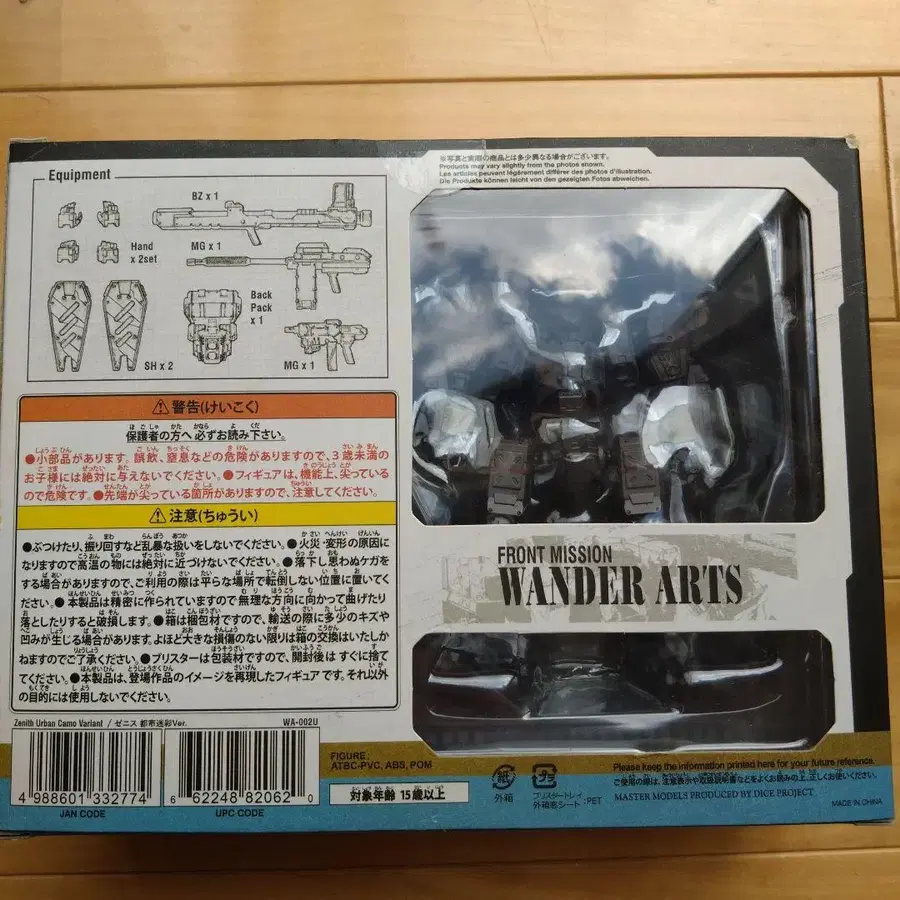 Equipment
BZ x 1
Hand
x 2set
MG x 1
Back
Pack
x 1
SH x 2
MG x 1
※写真と実際の商品とは多少異なる場合がございます。
Products may vary slightly from the photos shown.
Les articles peuvent légèrement différer des photos d'illustration.
Die Produkte können leicht von den gezeigten Fotos abweichen.
⚠警告(けいこく)
保護者の方へ 必ずお読み下さい。
●小部品があります。誤飲、窒息などの危険がありますので、3歳未満の
お子様には絶対に与えないでください。●フィギュアは、機能上、尖っている
ので危険です。●先端が尖っている箇所がありますので、注意してください。
⚠注意(ちゅうい)
●ぶつけたり、振り回すなど乱暴な扱いをしないでください。●火災・変形の原因に
なりますので高温の物には絶対に近づけないでください。●落下し思わぬケガを
する場合がありますので、ご利用の際は平らな場所で転倒しない位置に置いてく
ださい。●本製品は精密に作られていますので無理な方向に向かって曲げたり
落としたりすると破損します。●箱は梱包材ですので、輸送の際に多少のキズや
凹みが生じる場合があります。よほど大きな損傷のない限りは箱の交換はいたしか
ねますのでご了承ください。●ブリスターは包装材ですので、開封後はすぐに捨て
てください。●本製品は、登場作品のイメージを再現したフィギュアです。それ以外
の目的には使用しないでください。
FRONT MISSION
WANDER ARTS
Zenith Urban Camo Variant / ゼニス 都市迷彩Ver.
WA-002U
4 988601 332774
JAN CODE
6 62248 82062 0
UPC CODE
FIGURE :
ATBC-PVC, ABS, POM
対象年齢 15歳以上
紙
外箱
プラ
ブリスタートレイ
外箱窓シート:PET
Please keep the information printed here for your future reference.
ご使用の際は、注意表示や取扱説明書などをよくお読みの上、正しくお使いください。
MASTER MODELS PRODUCED BY DICE PROJECT
MADE IN CHINA